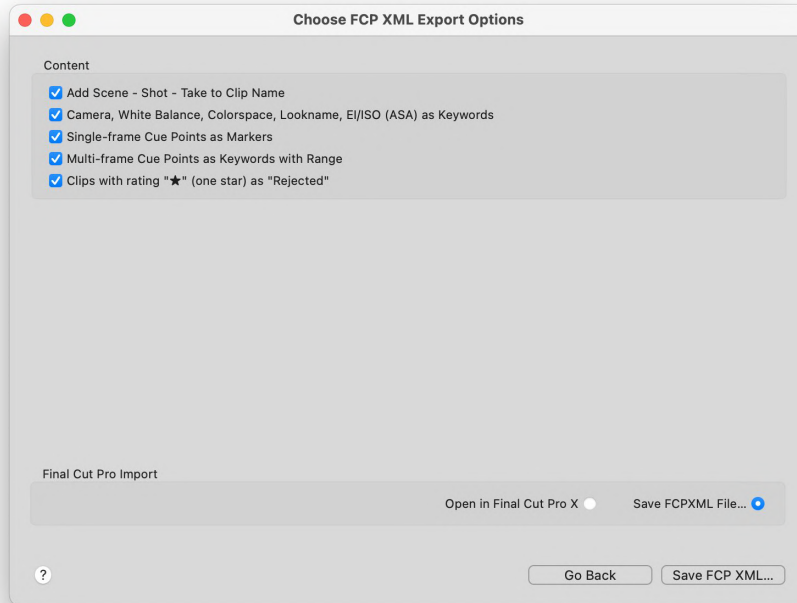 Choose FCP XML Export Options
Content
Add Scene - Shot - Take to Clip Name
Camera, White Balance, Colorspace, Lookname, EI/ISO (ASA) as Keywords
Single-frame Cue Points as Markers
Multi-frame Cue Points as Keywords with Range
Clips with rating "★" (one star) as "Rejected"
Final Cut Pro Import
Open in Final Cut Pro X
Save FCPXML File...
?
Go Back
Save FCP XML...